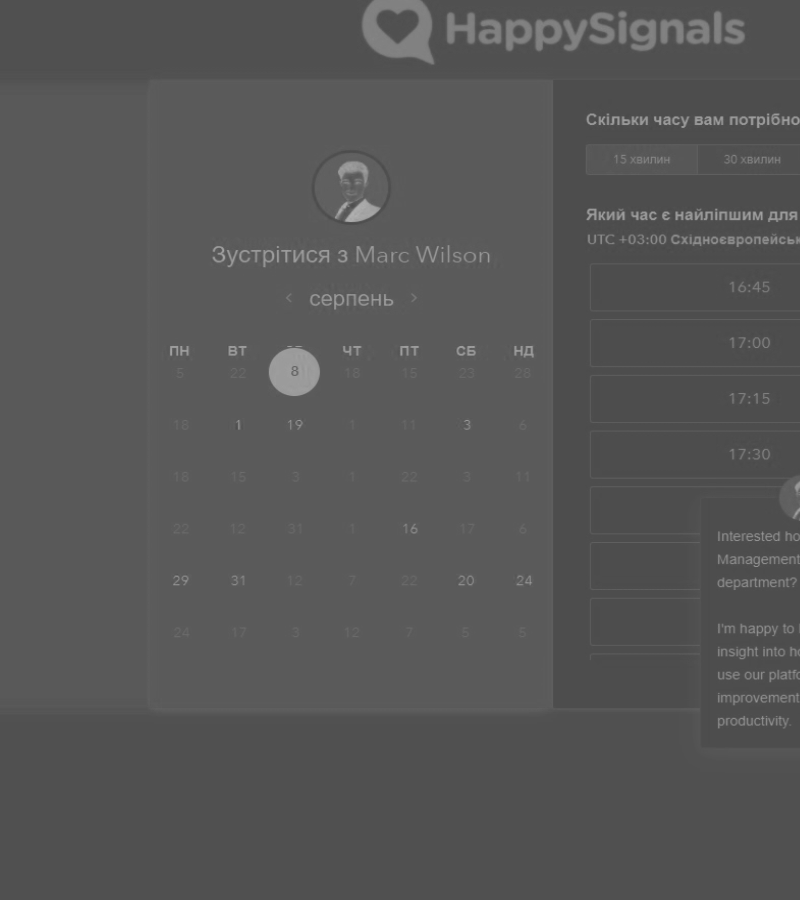 HappySignals
Зустрітися з Marc Wilson
серпень
ПН ВТ ЧТ ПТ СБ НД
5 22 8 18 15 23 28
18 1 19 1 11 3 6
18 15 3 1 22 3 11
22 12 31 1 16 17 6
29 31 12 7 22 20 24
24 17 3 12 7 5 5
Скільки часу вам потрібно
15 хвилин 30 хвилин
Який час є найліпшим для
UTC +03:00 Східноєвропейськ
16:45
17:00
17:15
17:30
Interested ho
Management
department?
I'm happy to
insight into ho
use our platfo
improvement
productivity.